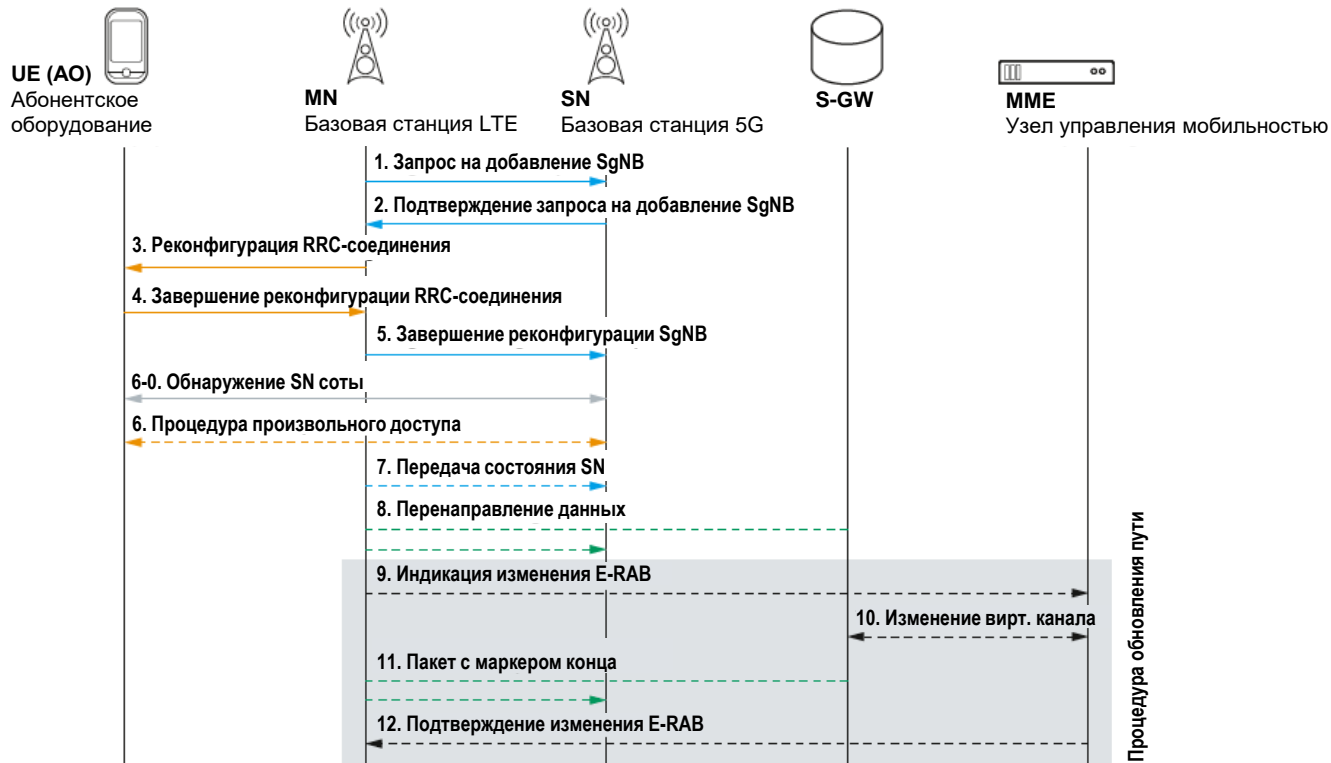 UE (AO)
Абонентское
оборудование
MN
Базовая станция LTE
SN
Базовая станция 5G
S-GW
MME
Узел управления мобильностью
1. Запрос на добавление SgNB
2. Подтверждение запроса на добавление SgNB
3. Реконфигурация RRC-соединения
4. Завершение реконфигурации RRC-соединения
5. Завершение реконфигурации SgNB
6-0. Обнаружение SN соты
6. Процедура произвольного доступа
7. Передача состояния SN
8. Перенаправление данных
9. Индикация изменения E-RAB
10. Изменение вирт. канала
11. Пакет с маркером конца
12. Подтверждение изменения E-RAB
Процедура обновления пути